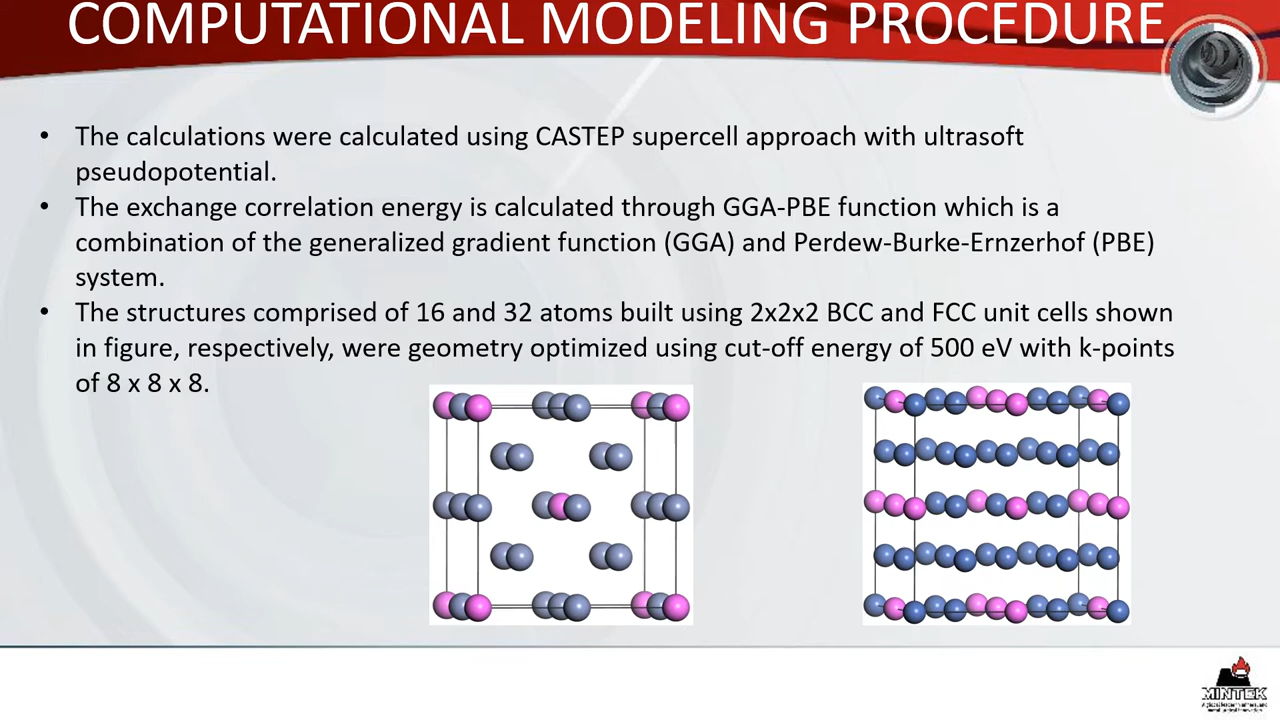 COMPUTATIONAL MODELING PROCEDURE
• The calculations were calculated using CASTEP supercell approach with ultrasoft
pseudopotential.
• The exchange correlation energy is calculated through GGA-PBE function which is a
combination of the generalized gradient function (GGA) and Perdew-Burke-Ernzerhof (PBE)
system.
• The structures comprised of 16 and 32 atoms built using 2x2x2 BCC and FCC unit cells shown
in figure, respectively, were geometry optimized using cut-off energy of 500 eV with k-points
of 8 x 8 x 8.
MINTEK